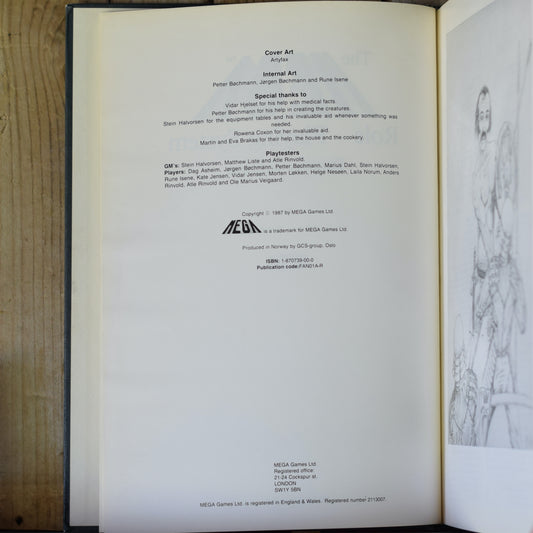 Cover Art
Artyfax
Internal Art
Petter Bøchmann, Jørgen Bøchmann and Rune Isene
Special thanks to
Vidar Hjelset for his help with medical facts.
Petter Bøchmann for his help in creating the creatures.
Stein Halvorsen for the equipment tables and his invaluable aid whenever something was
needed.
Rowena Coxon for her invaluable aid.
Martin and Eva Brakas for their help, the house and the cookery.
Playtesters
GM's: Stein Halvorsen, Matthew Liste and Atle Rinvold.
Players: Dag Asheim, Jørgen Bøchmann, Petter Bøchmann, Marius Dahl, Stein Halvorsen,
Rune Isene, Kate Jensen, Vidar Jensen, Morten Løkken, Helge Nesøen, Laila Norum, Anders
Rinvold, Atle Rinvold and Ole Marius Vergaard.
Copyright © 1987 by MEGA Games Ltd.
MEGA is a trademark for MEGA Games Ltd.
Produced in Norway by GCS-group, Oslo
ISBN: 1-870739-00-0
Publication code: FAN01A-R
MEGA Games Ltd.
Registered office:
21-24 Cockspur st.
LONDON
SW1Y 5BN
MEGA Games Ltd. is registered in England & Wales. Registered number 2113007.